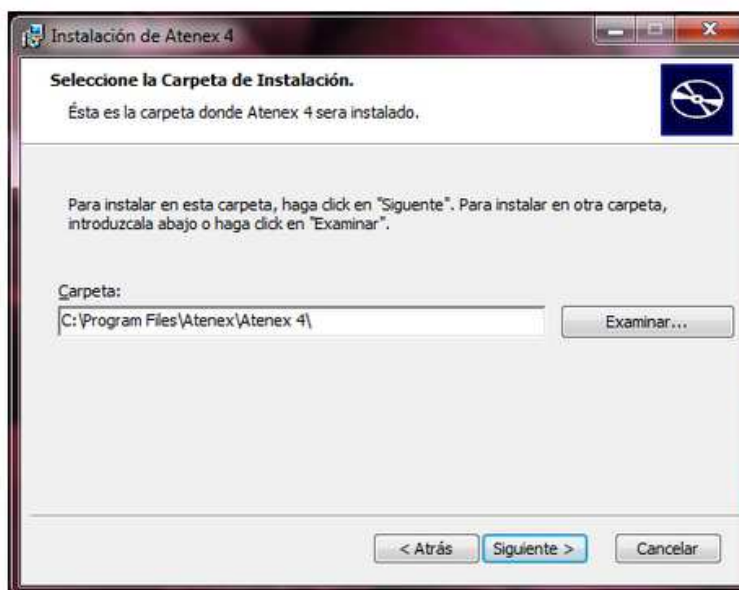 Instalación de Atenex 4
Seleccione la Carpeta de Instalación.
Ésta es la carpeta donde Atenex 4 sera instalado.
Para instalar en esta carpeta, haga click en "Siguente". Para instalar en otra carpeta,
introduzcala abajo o haga click en "Examinar".
Carpeta:
C:\Program Files\Atenex\Atenex 4\
Examinar...
< Atrás
Siguiente >
Cancelar